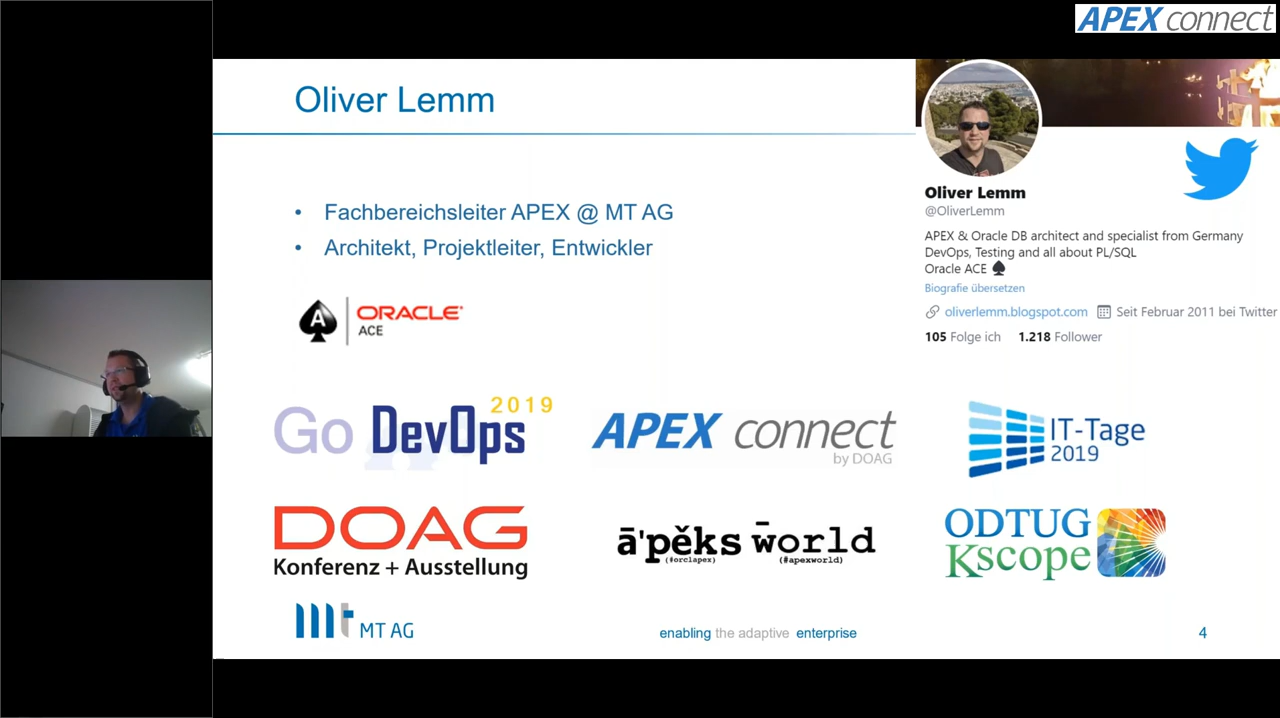 APEX connect
Oliver Lemm
Fachbereichsleiter APEX @ MT AG
Architekt, Projektleiter, Entwickler
A
ORACLE
ACE
Oliver Lemm
@OliverLemm
APEX & Oracle DB architect and specialist from Germany
DevOps, Testing and all about PL/SQL
Oracle ACE
Biografie übersetzen
oliverlemm.blogspot.com Seit Februar 2011 bei Twitter
105 Folge ich 1.218 Follower
Go DevOps 2019
APEX connect
by DOAG
IT-Tage
2019
DOAG
Konferenz + Ausstellung
ā'pěks world
(#orclapex) (#apexworld)
ODTUG
Kscope
mt MT AG
enabling the adaptive enterprise
4